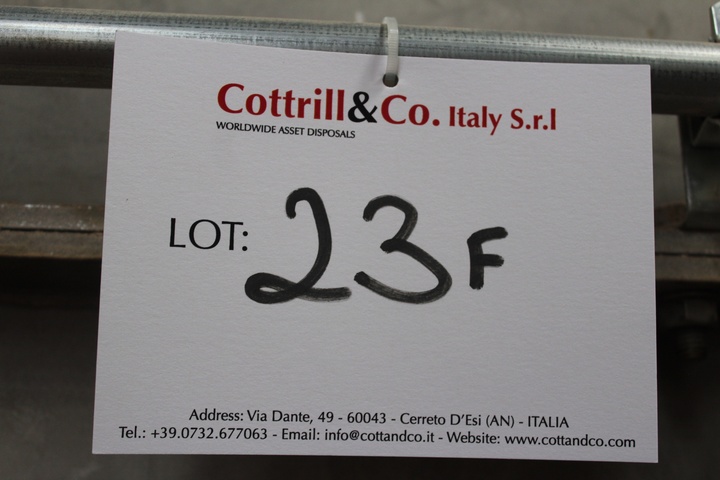 Cottrill&Co. Italy S.r.l
WORLDWIDE ASSET DISPOSALS
LOT: 23F
Address: Via Dante, 49 - 60043 - Cerreto D'Esi (AN) - ITALIA
Tel.: +39.0732.677063 - Email: info@cottandco.it - Website: www.cottandco.com